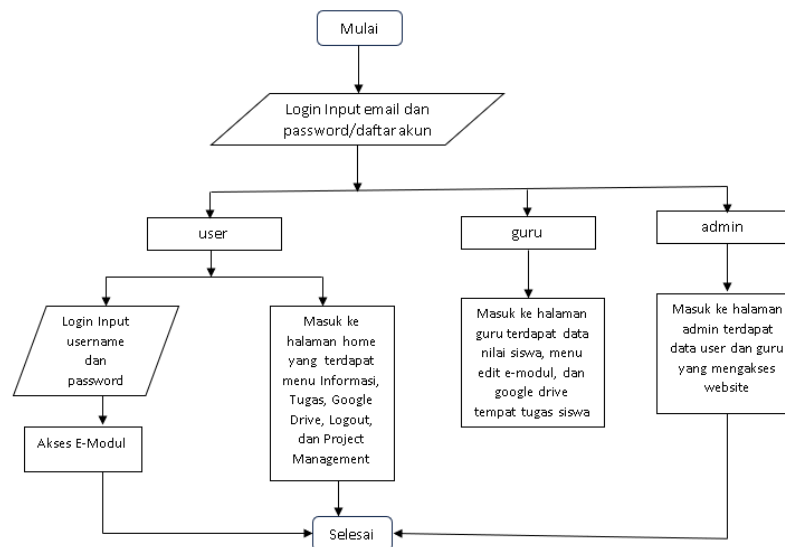 Mulai
Login Input email dan
password/daftar akun
user
guru
admin
Login Input
username
dan
password
Masuk ke
halaman home
yang terdapat
menu Informasi,
Tugas, Google
Drive, Logout,
dan Project
Management
Masuk ke halaman
guru terdapat data
nilai siswa, menu
edit e-modul, dan
google drive
tempat tugas siswa
Masuk ke halaman
admin terdapat
data user dan guru
yang mengakses
website
Akses E-Modul
Selesai